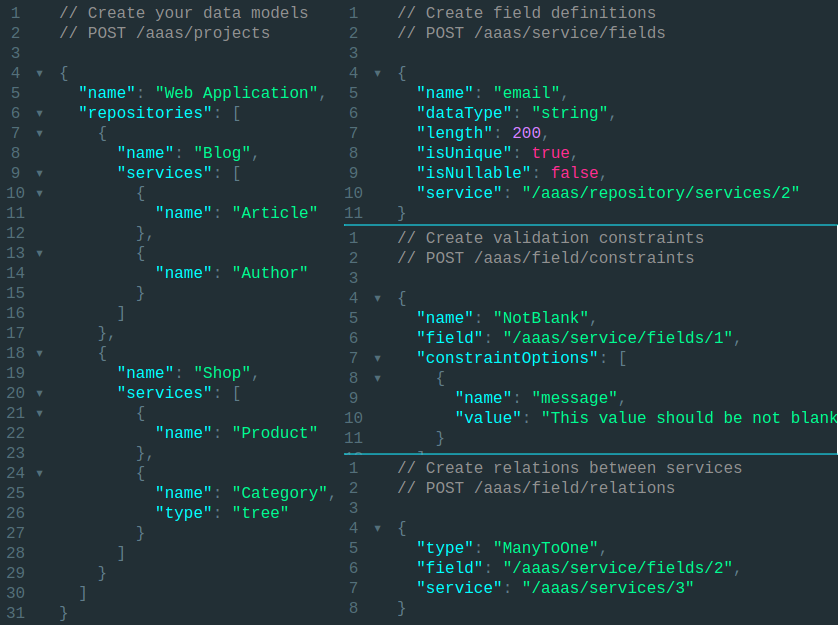 1 // Create your data models
2 // POST /aaas/projects
3
4 {
5 "name": "Web Application",
6 "repositories": [
7 {
8 "name": "Blog",
9 "services": [
10 {
11 "name": "Article"
12 },
13 {
14 "name": "Author"
15 }
16 ]
17 },
18 {
19 "name": "Shop",
20 "services": [
21 {
22 "name": "Product"
23 },
24 {
25 "name": "Category",
26 "type": "tree"
27 }
28 ]
29 }
30 ]
31 }
1 // Create field definitions
2 // POST /aaas/service/fields
3
4 {
5 "name": "email",
6 "dataType": "string",
7 "length": 200,
8 "isUnique": true,
9 "isNullable": false,
10 "service": "/aaas/repository/services/2"
11 }
1 // Create validation constraints
2 // POST /aaas/field/constraints
3
4 {
5 "name": "NotBlank",
6 "field": "/aaas/service/fields/1",
7 "constraintOptions": [
8 {
9 "name": "message",
10 "value": "This value should be not blank
11 }
1 // Create relations between services
2 // POST /aaas/field/relations
3
4 {
5 "type": "ManyToOne",
6 "field": "/aaas/service/fields/2",
7 "service": "/aaas/services/3"
8 }